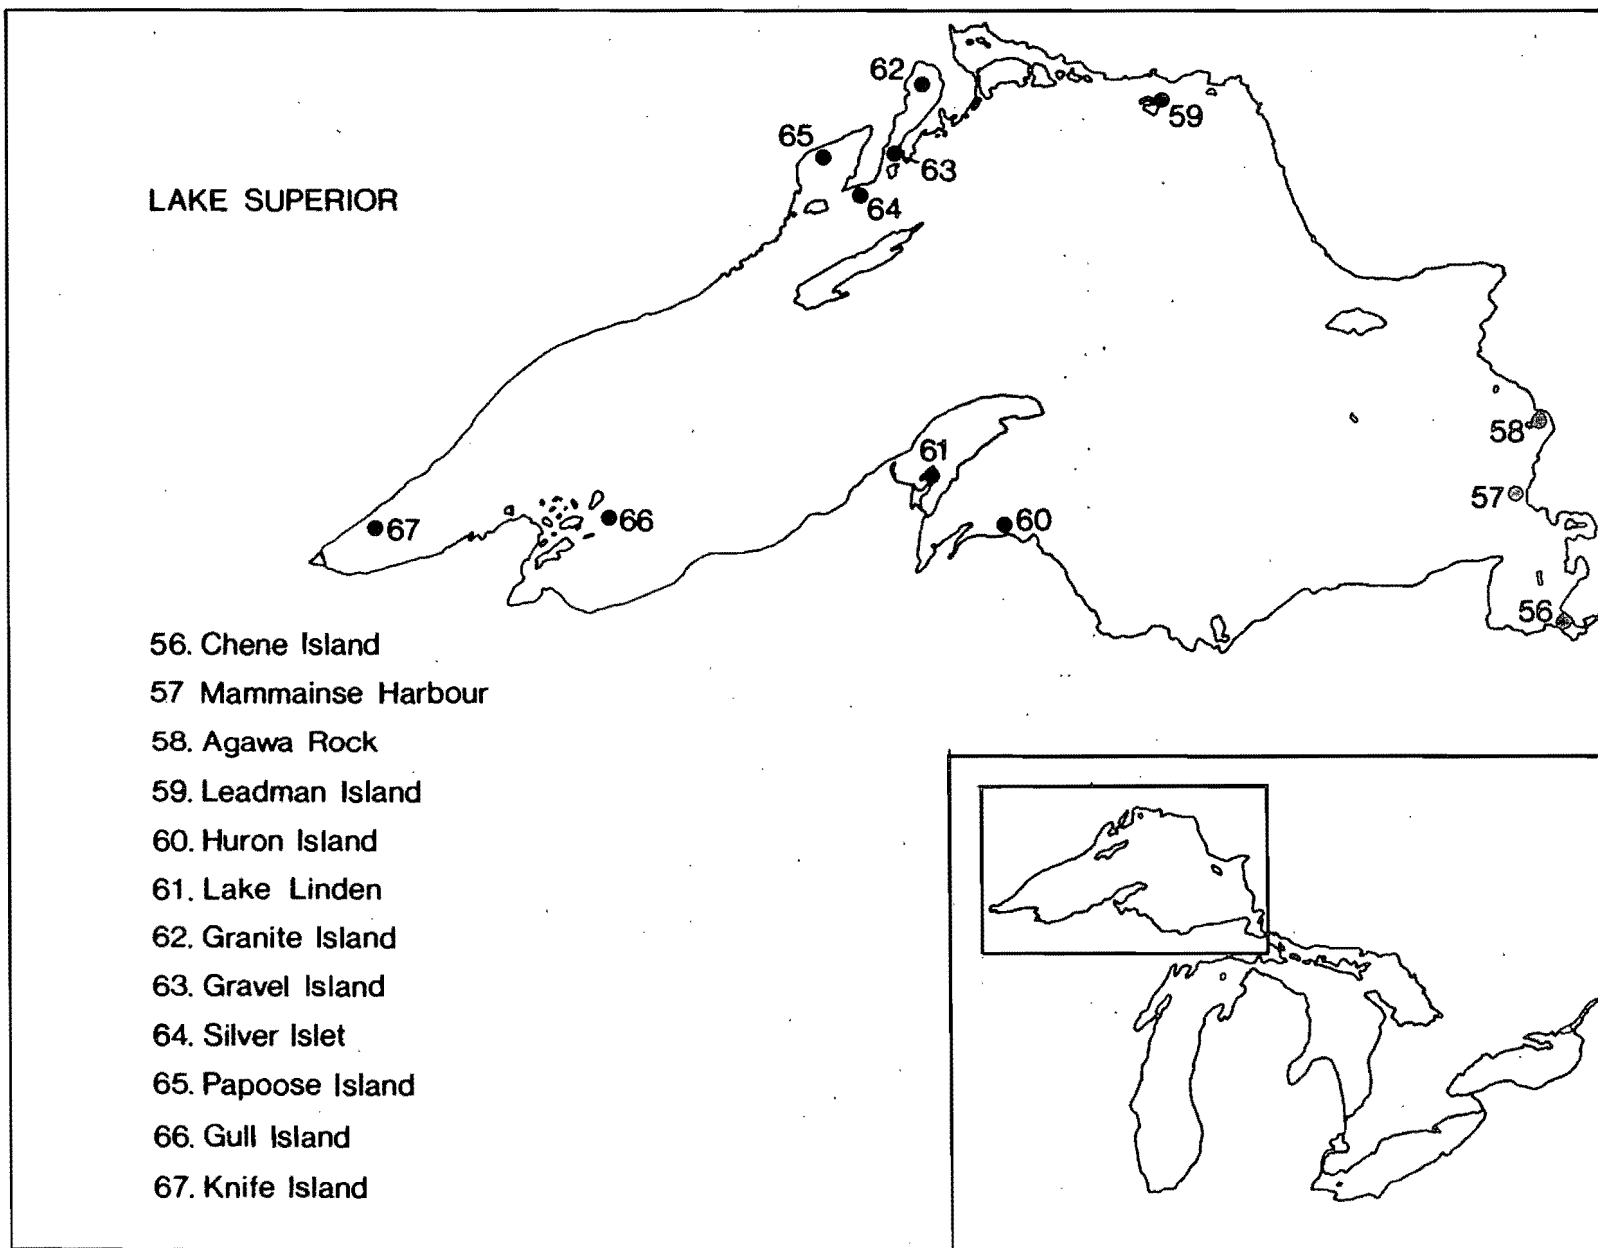 62
59
65
63
LAKE SUPERIOR
64
58
61
57
66
60
67
56
56. Chene Island
57 Mammainse Harbour
58. Agawa Rock
59. Leadman Island
60. Huron Island
61. Lake Linden
62. Granite Island
63. Gravel Island
64. Silver Islet
65. Papoose Island
66. Gull Island
67. Knife Island